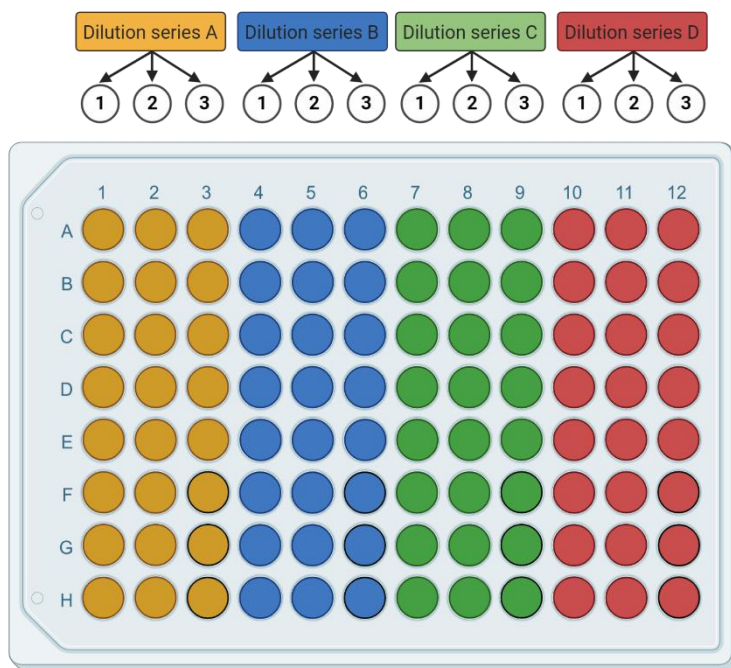 Dilution series A Dilution series B Dilution series C Dilution series D
1 2 3 1 2 3 1 2 3 1 2 3
1 2 3 4 5 6 7 8 9 10 11 12
A
B
C
D
E
F
G
H